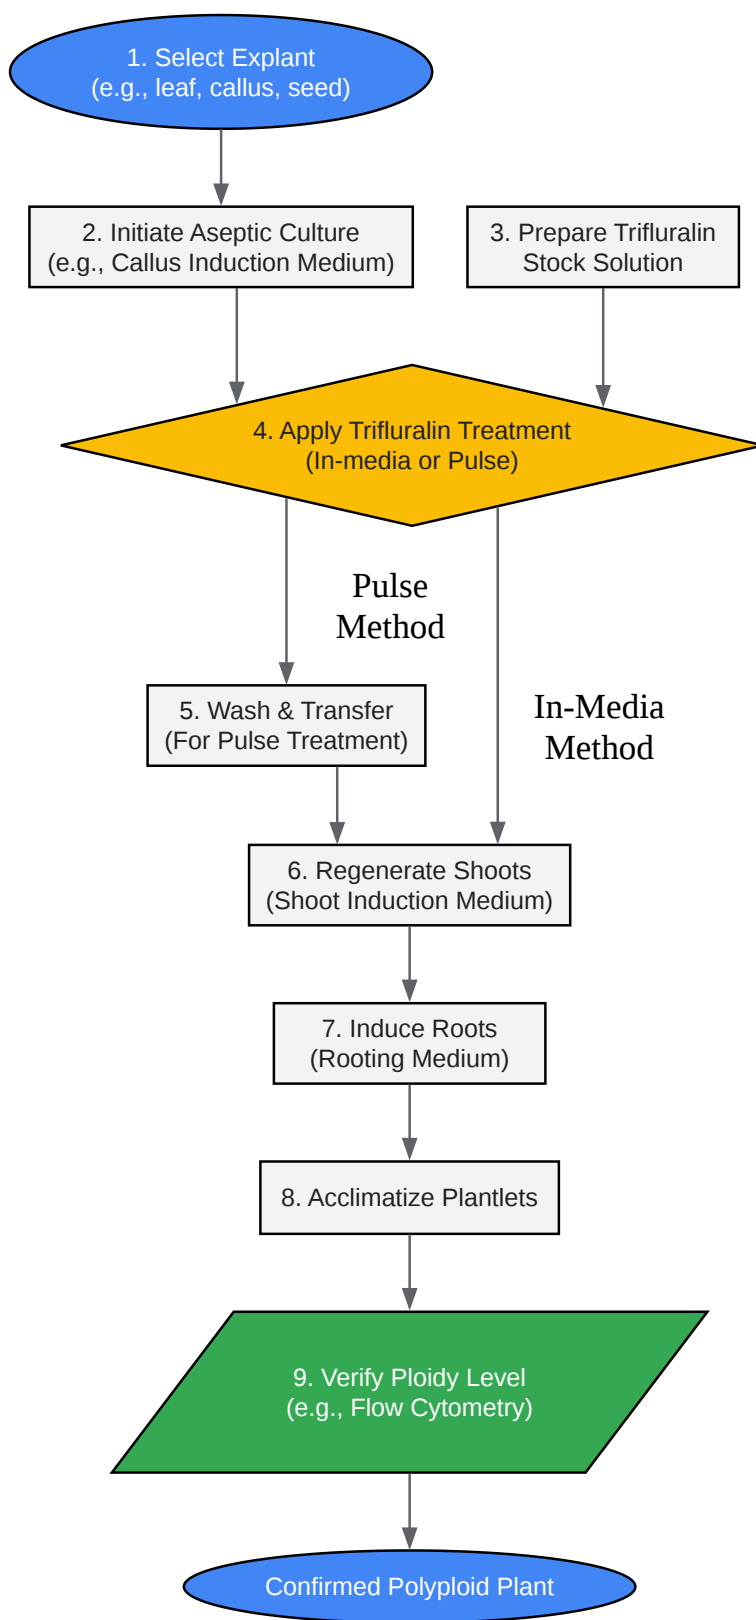 1. Select Explant
(e.g., leaf, callus, seed)
2. Initiate Aseptic Culture
(e.g., Callus Induction Medium)
3. Prepare Trifluralin
Stock Solution
4. Apply Trifluralin Treatment
(In-media or Pulse)
Pulse
Method
5. Wash & Transfer
(For Pulse Treatment)
In-Media
Method
6. Regenerate Shoots
(Shoot Induction Medium)
7. Induce Roots
(Rooting Medium)
8. Acclimatize Plantlets
9. Verify Ploidy Level
(e.g., Flow Cytometry)
Confirmed Polyploid Plant